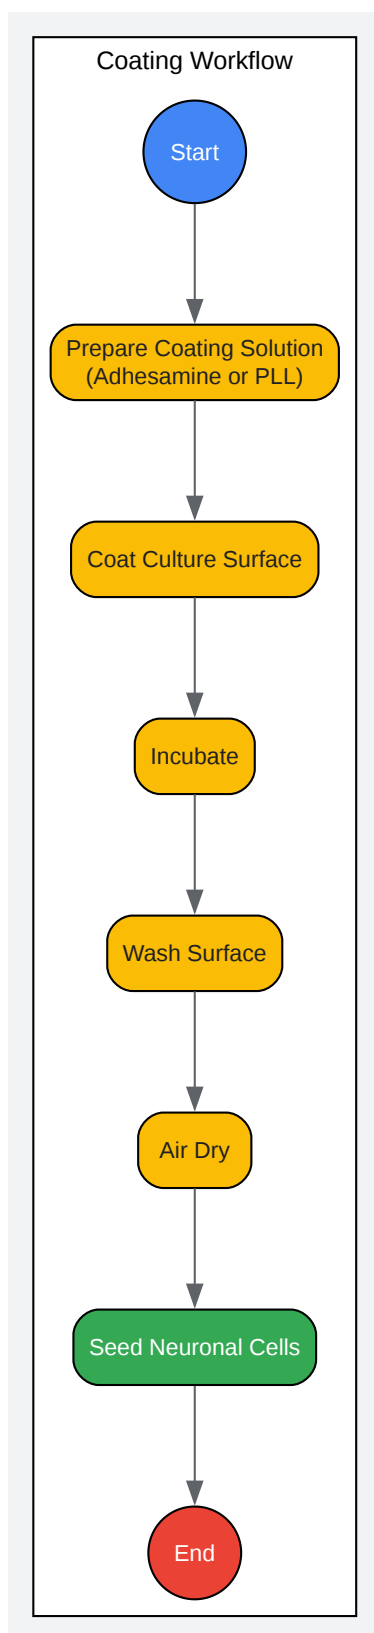 Coating Workflow
Start
Prepare Coating Solution
(Adhesamine or PLL)
Coat Culture Surface
Incubate
Wash Surface
Air Dry
Seed Neuronal Cells
End